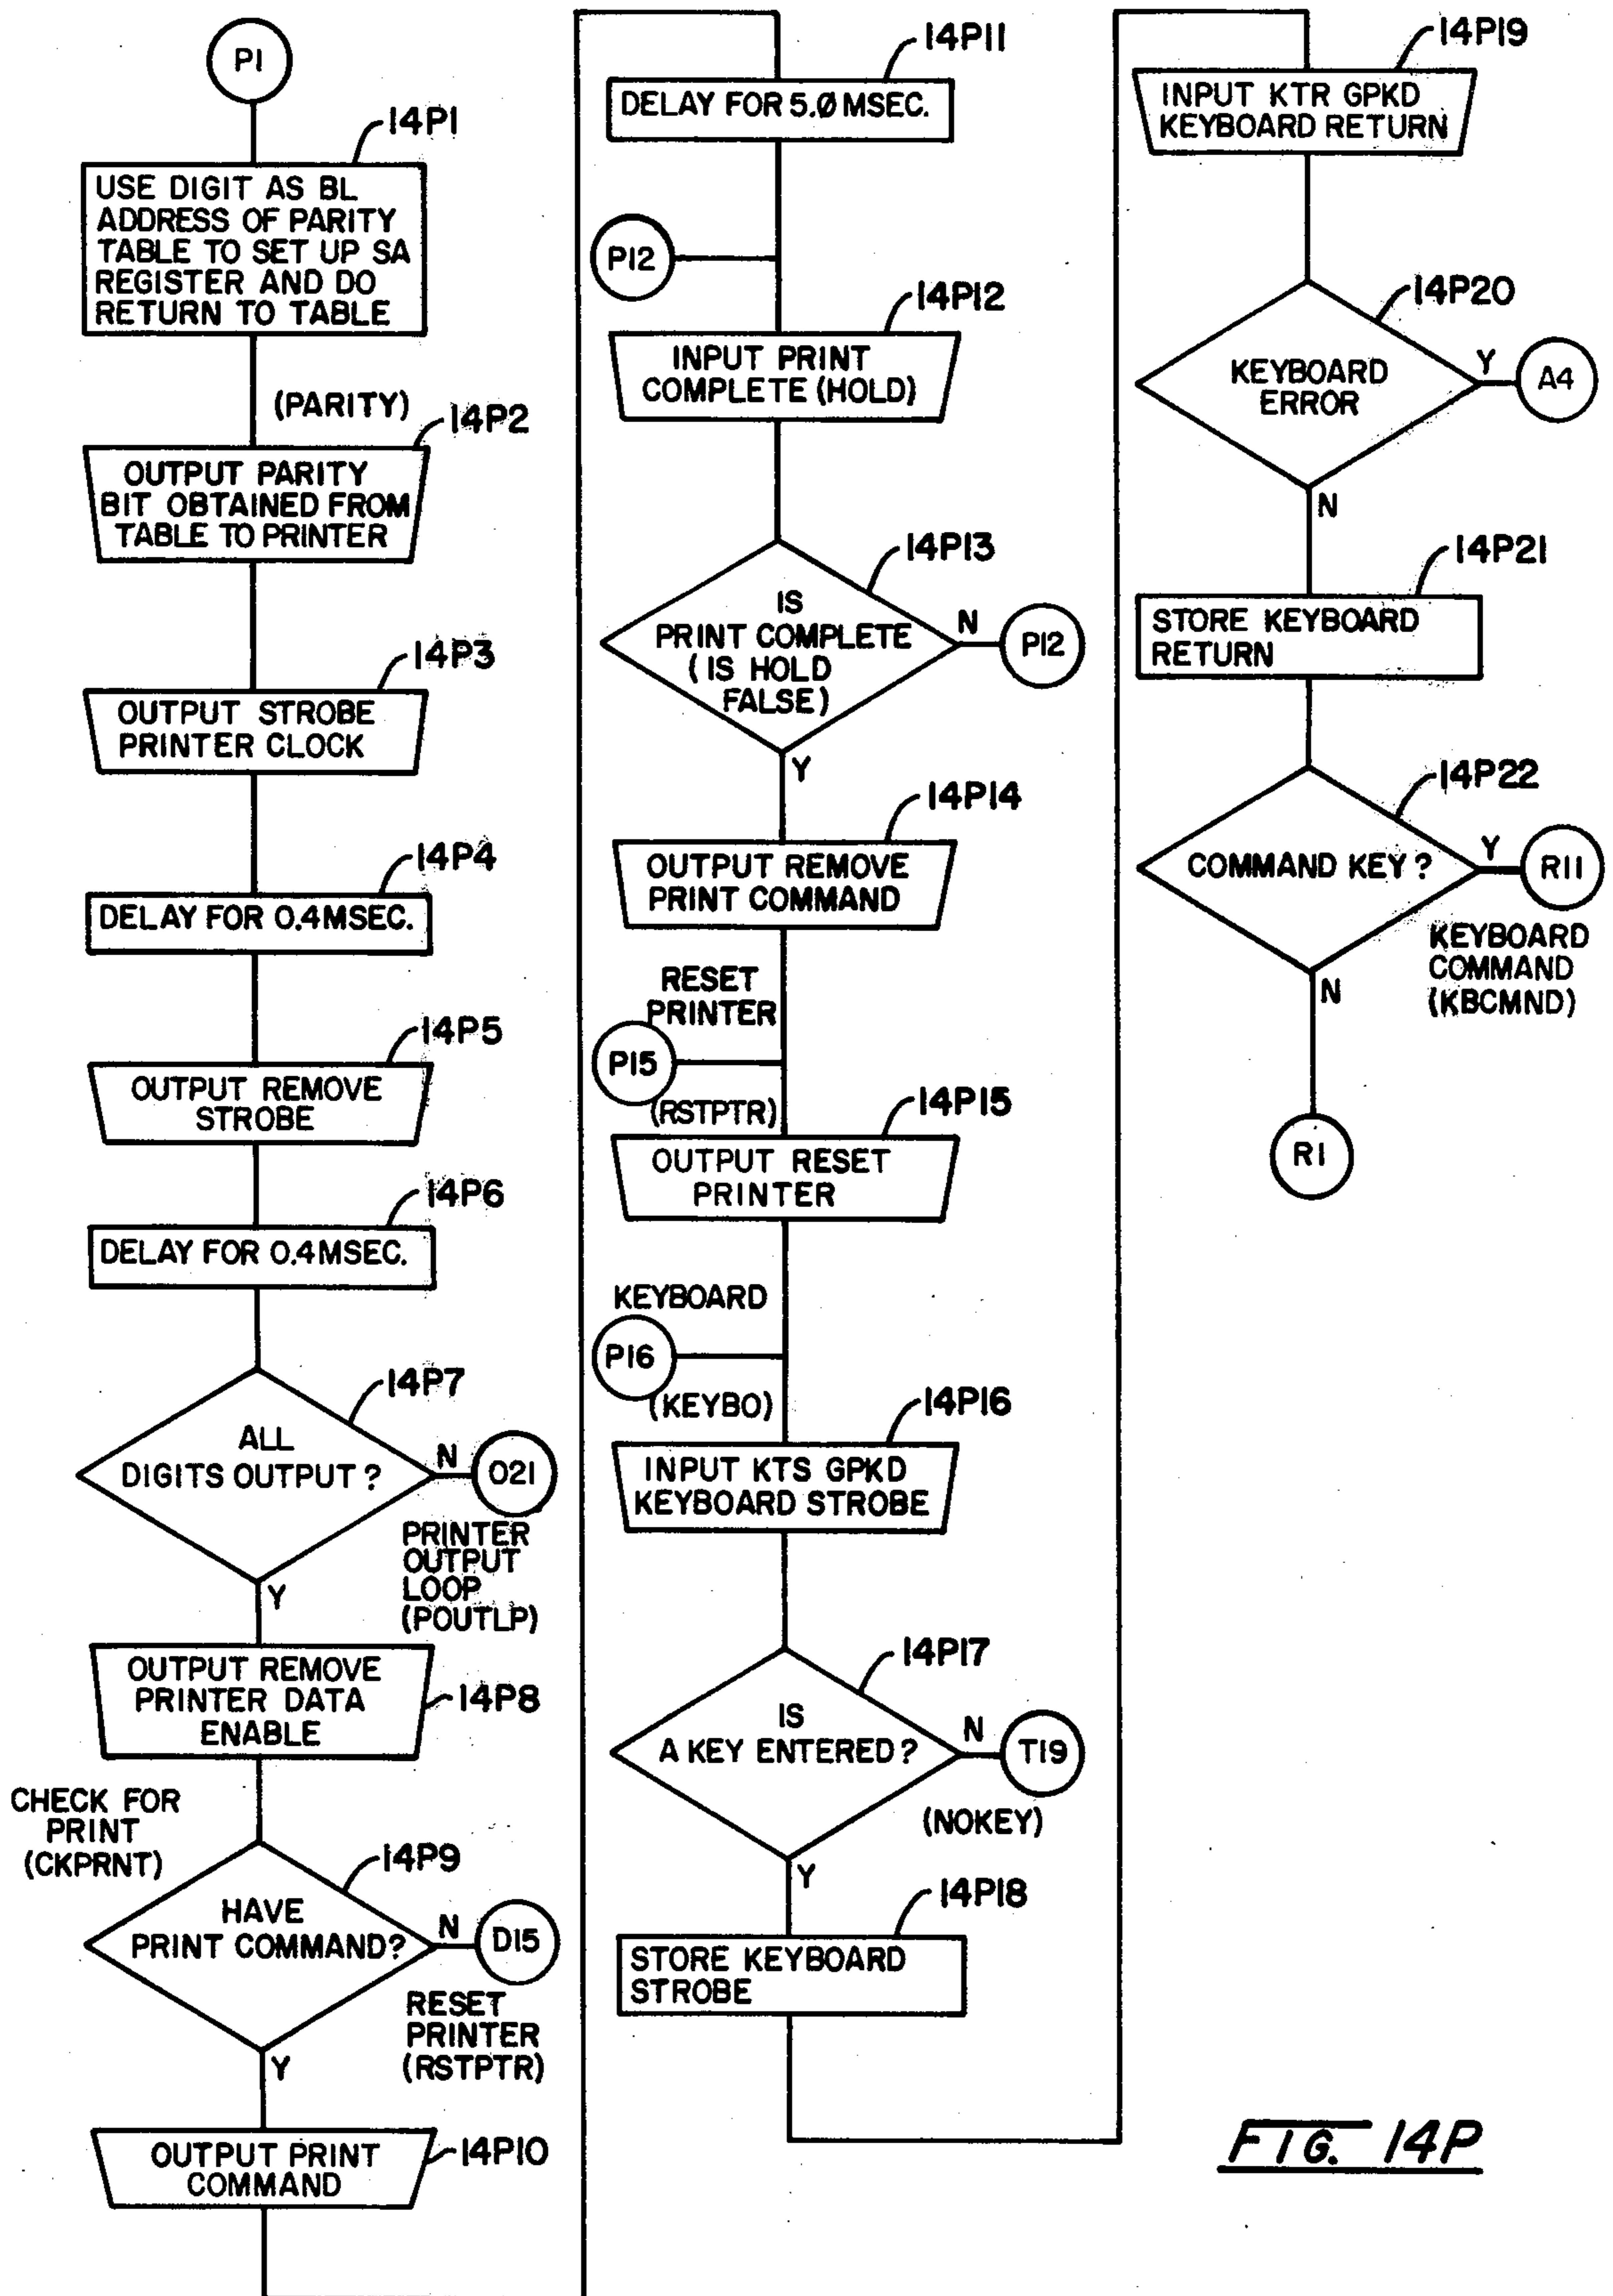 P1
14P1
USE DIGIT AS BL
ADDRESS OF PARITY
TABLE TO SET UP SA
REGISTER AND DO
RETURN TO TABLE
(PARITY)
14P2
OUTPUT PARITY
BIT OBTAINED FROM
TABLE TO PRINTER
14P3
OUTPUT STROBE
PRINTER CLOCK
14P4
DELAY FOR 0.4MSEC.
14P5
OUTPUT REMOVE
STROBE
14P6
DELAY FOR 0.4MSEC.
14P7
ALL
DIGITS OUTPUT?
N
O21
PRINTER
OUTPUT
LOOP
(POUTLP)
Y
OUTPUT REMOVE
PRINTER DATA
ENABLE
14P8
CHECK FOR
PRINT
(CKPRNT)
14P9
HAVE
PRINT COMMAND?
N
D15
RESET
PRINTER
(RSTPTR)
Y
OUTPUT PRINT
COMMAND
14P10
14P11
DELAY FOR 5.0 MSEC.
P12
14P12
INPUT PRINT
COMPLETE (HOLD)
14P13
IS
PRINT COMPLETE
(IS HOLD
FALSE)
N
P12
Y
14P14
OUTPUT REMOVE
PRINT COMMAND
RESET
PRINTER
P15
(RSTPTR)
14P15
OUTPUT RESET
PRINTER
KEYBOARD
P16
(KEYBO)
14P16
INPUT KTS GPKD
KEYBOARD STROBE
14P17
IS
A KEY ENTERED?
N
T19
(NOKEY)
Y
14P18
STORE KEYBOARD
STROBE
14P19
INPUT KTR GPKD
KEYBOARD RETURN
14P20
KEYBOARD
ERROR
Y
A4
N
14P21
STORE KEYBOARD
RETURN
14P22
COMMAND KEY?
Y
R11
KEYBOARD
COMMAND
(KBCMND)
N
R1
FIG. 14P